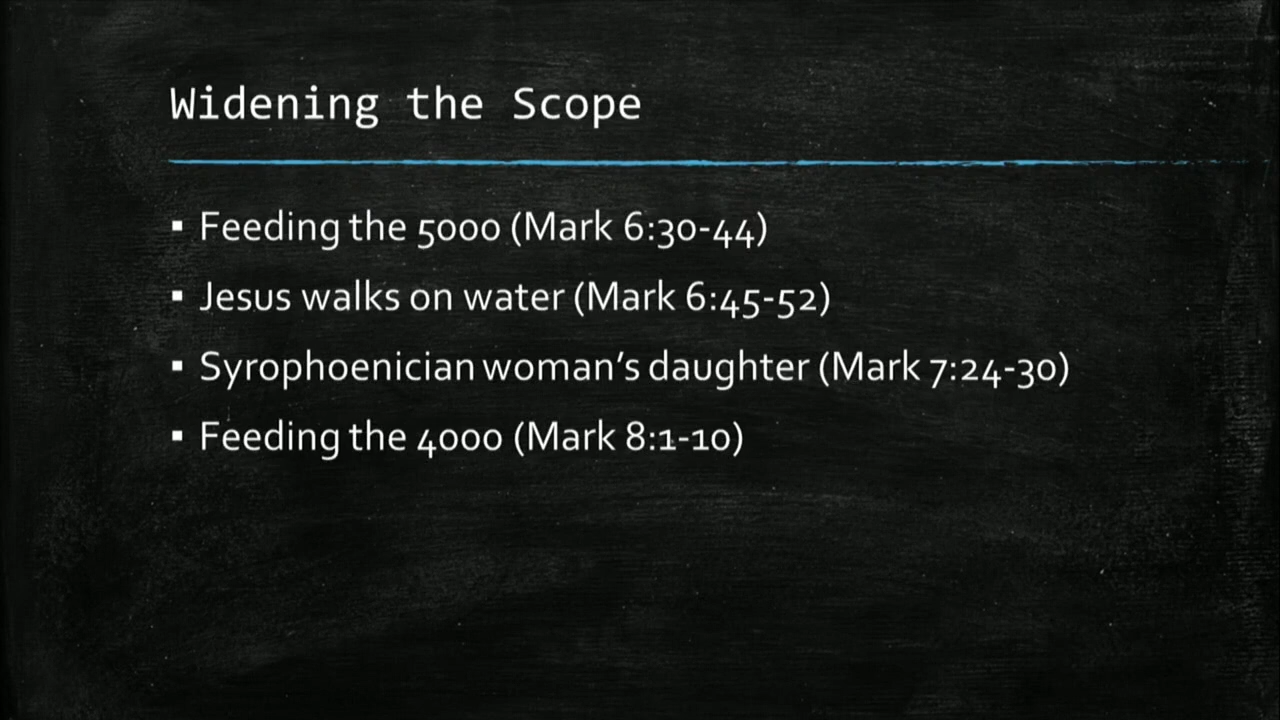 Widening the Scope
▪ Feeding the 5000 (Mark 6:30-44)
▪ Jesus walks on water (Mark 6:45-52)
▪ Syrophoenician woman’s daughter (Mark 7:24-30)
▪ Feeding the 4000 (Mark 8:1-10)